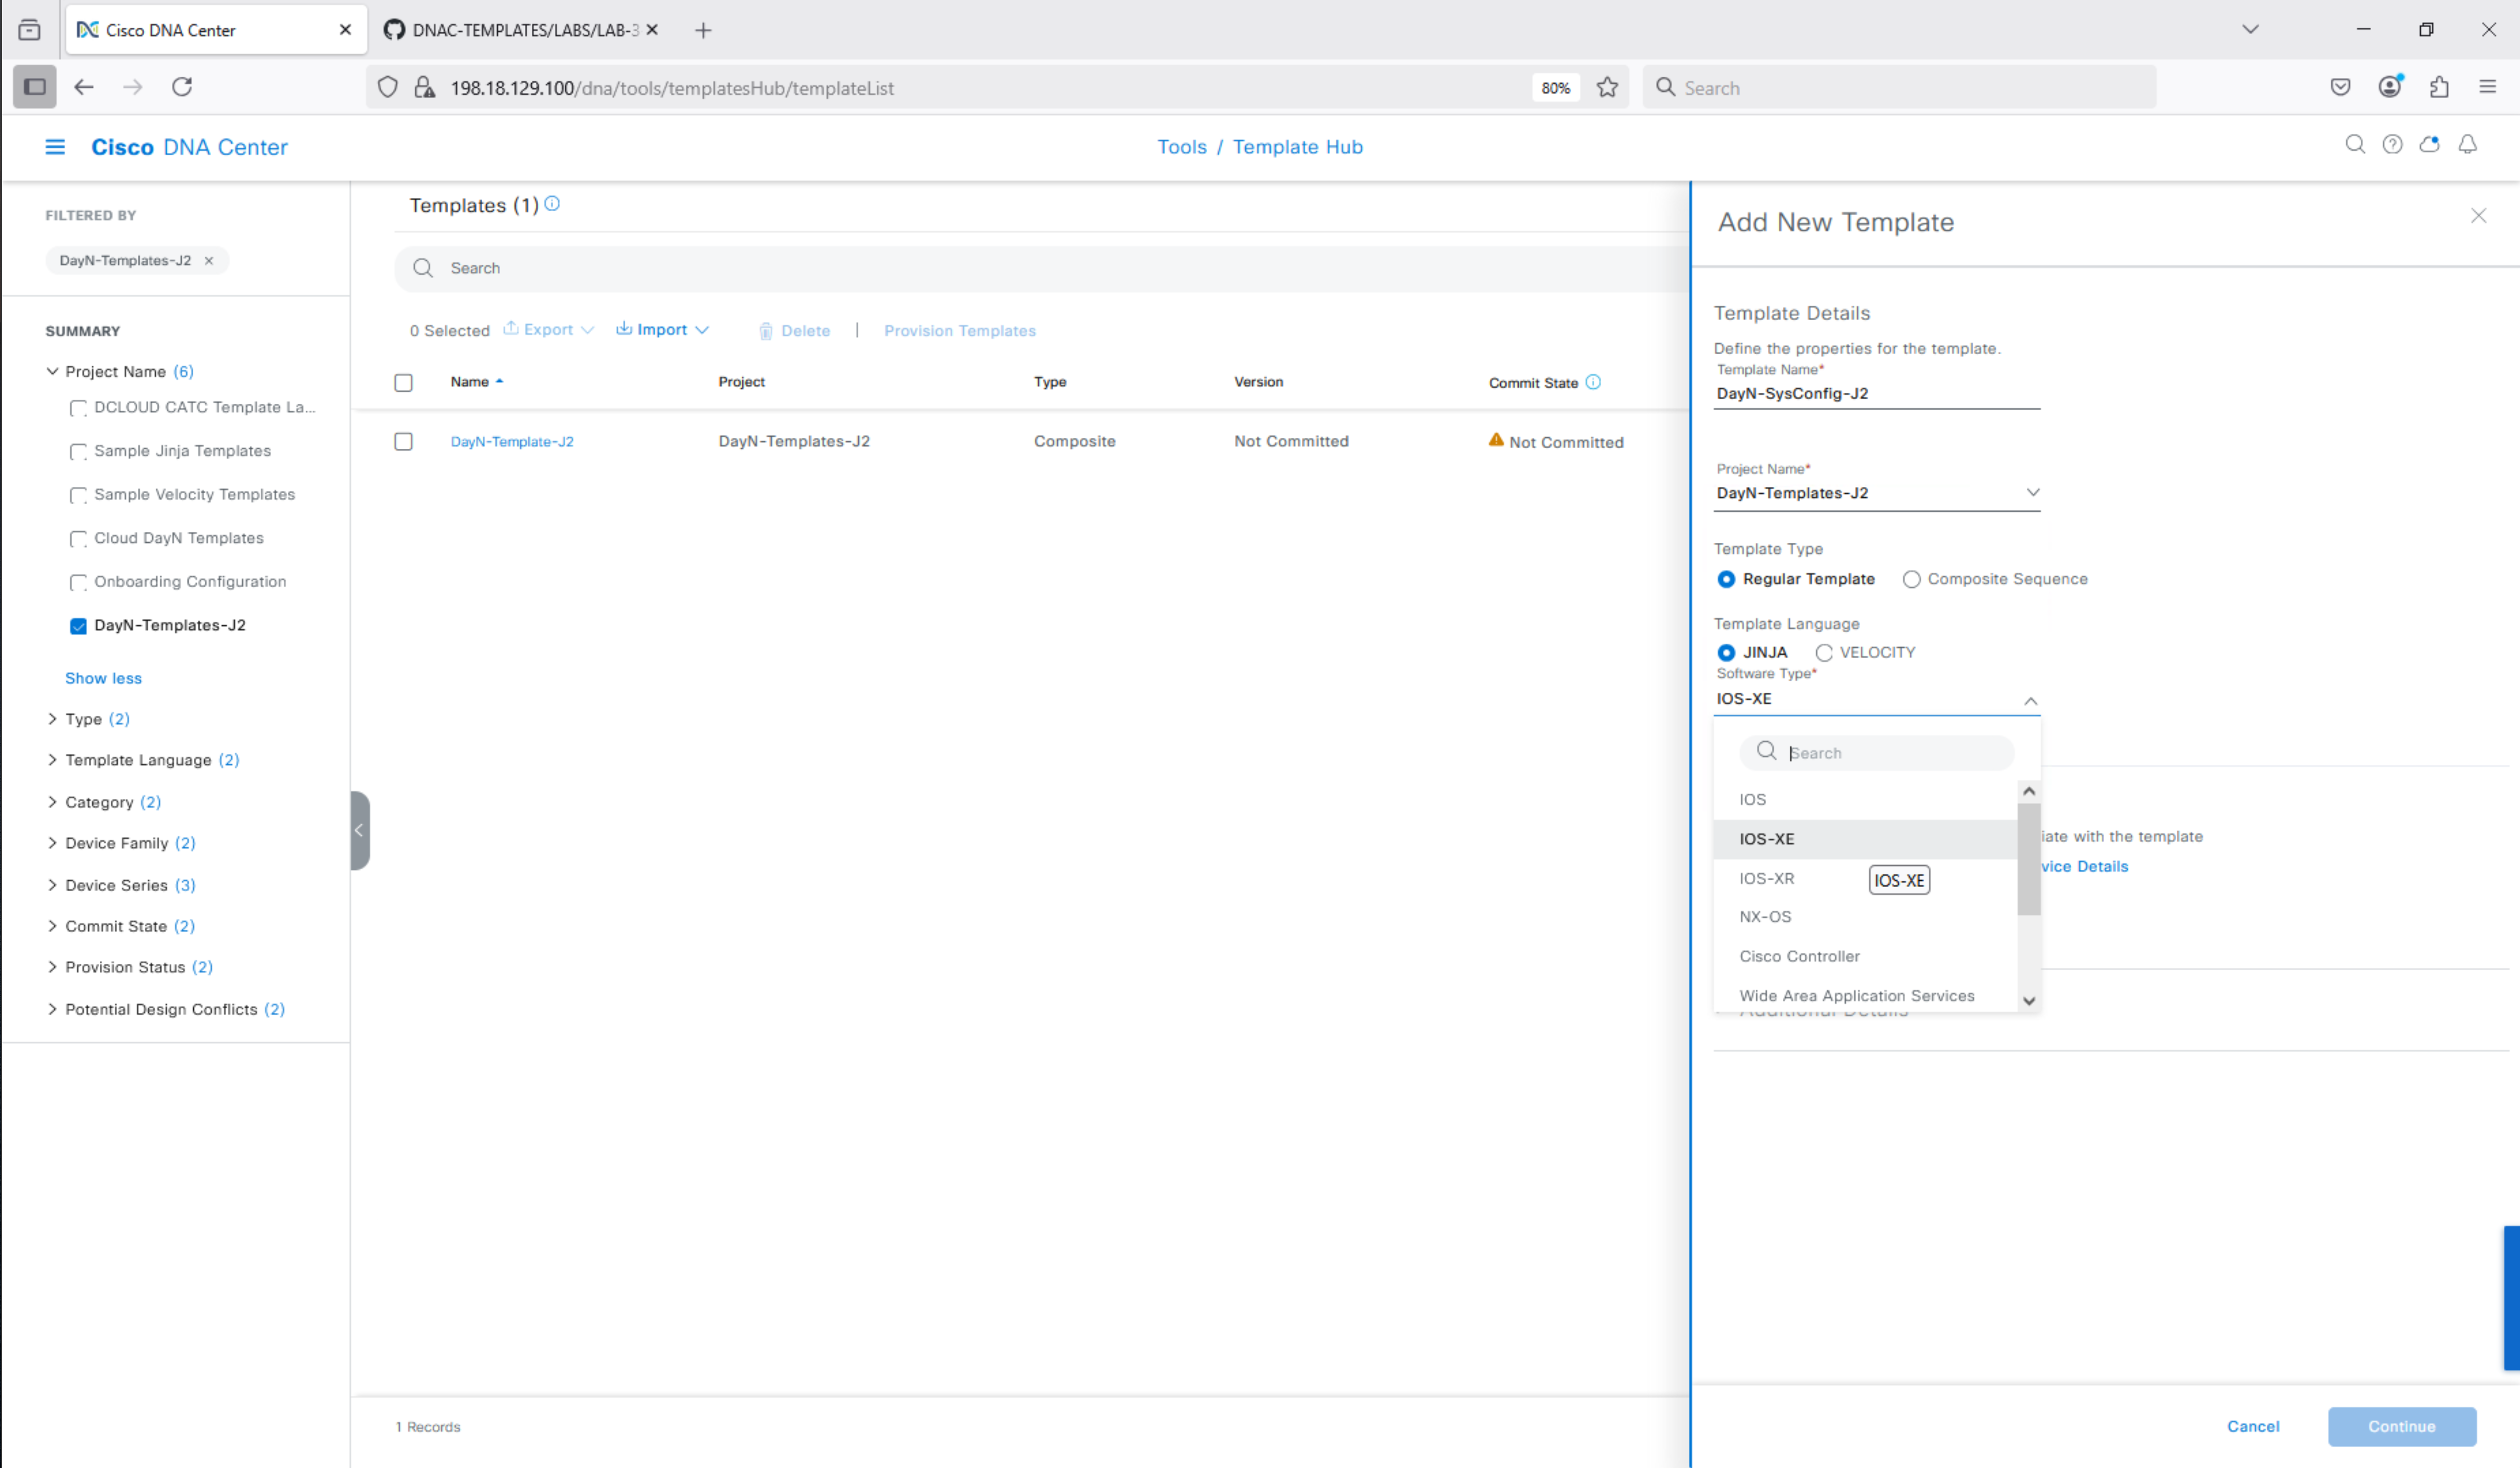 Cisco DNA Center
DNAC-TEMPLATES/LABS/LAB-3
198.18.129.100/dna/tools/templatesHub/templateList
80%
Search
Cisco DNA Center
Tools / Template Hub
FILTERED BY
DayN-Templates-J2
SUMMARY
Project Name (6)
DCLOUD CATC Template La...
Sample Jinja Templates
Sample Velocity Templates
Cloud DayN Templates
Onboarding Configuration
DayN-Templates-J2
Show less
Type (2)
Template Language (2)
Category (2)
Device Family (2)
Device Series (3)
Commit State (2)
Provision Status (2)
Potential Design Conflicts (2)
Templates (1)
Search
0 Selected Export Import Delete | Provision Templates
Name Project Type Version Commit State
DayN-Template-J2 DayN-Templates-J2 Composite Not Committed Not Committed
1 Records
Add New Template
Template Details
Define the properties for the template.
Template Name*
DayN-SysConfig-J2
Project Name*
DayN-Templates-J2
Template Type
Regular Template Composite Sequence
Template Language
JINJA VELOCITY
Software Type*
IOS-XE
Search
IOS
IOS-XE
IOS-XR
IOS-XE
NX-OS
Cisco Controller
Wide Area Application Services
iate with the template
vice Details
Additional Details
Cancel Continue